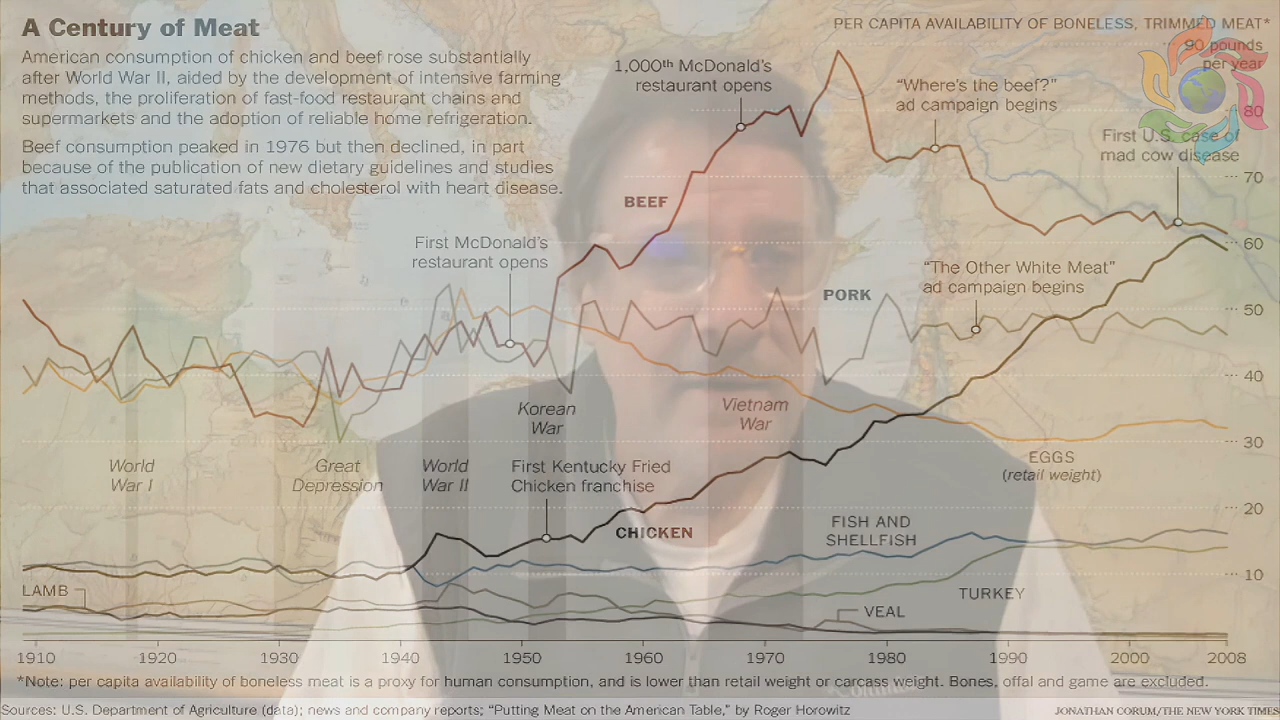 A Century of Meat
American consumption of chicken and beef rose substantially
after World War II, aided by the development of intensive farming
methods, the proliferation of fast-food restaurant chains and
supermarkets and the adoption of reliable home refrigeration.
Beef consumption peaked in 1976 but then declined, in part
because of the publication of new dietary guidelines and studies
that associated saturated fats and cholesterol with heart disease.
PER CAPITA AVAILABILITY OF BONELESS, TRIMMED MEAT*
90 pounds
per year
1,000th McDonald's
restaurant opens
"Where's the beef?"
ad campaign begins
80
First U.S. case of
mad cow disease
70
BEEF
First McDonald's
restaurant opens
60
"The Other White Meat"
ad campaign begins
PORK
50
40
Korean
War
Vietnam
War
30
World
War I
Great
Depression
World
War II
First Kentucky Fried
Chicken franchise
EGGS
(retail weight)
20
CHICKEN
FISH AND
SHELLFISH
10
LAMB
TURKEY
VEAL
1910 1920 1930 1940 1950 1960 1970 1980 1990 2000 2008
*Note: per capita availability of boneless meat is a proxy for human consumption, and is lower than retail weight or carcass weight. Bones, offal and game are excluded.
Sources: U.S. Department of Agriculture (data); news and company reports; "Putting Meat on the American Table," by Roger Horowitz
JONATHAN CORUM/THE NEW YORK TIMES